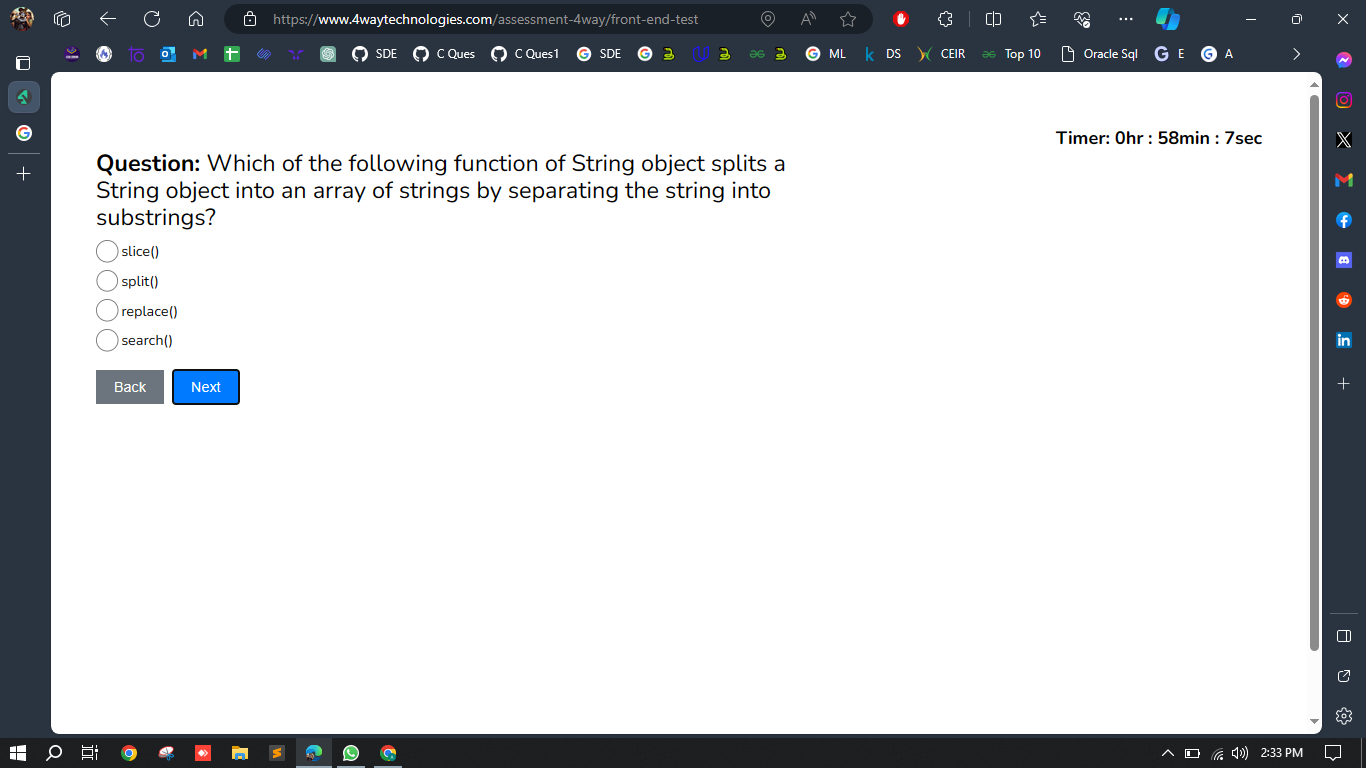 https://www.4waytechnologies.com/assessment-4way/front-end-test
SDE
C Ques
C Ques1
SDE
ML
DS
CEIR
Top 10
Oracle Sql
E
A
Timer: 0hr : 58min : 7sec
Question: Which of the following function of String object splits a
String object into an array of strings by separating the string into
substrings?
slice()
split()
replace()
search()
Back
Next
2:33 PM